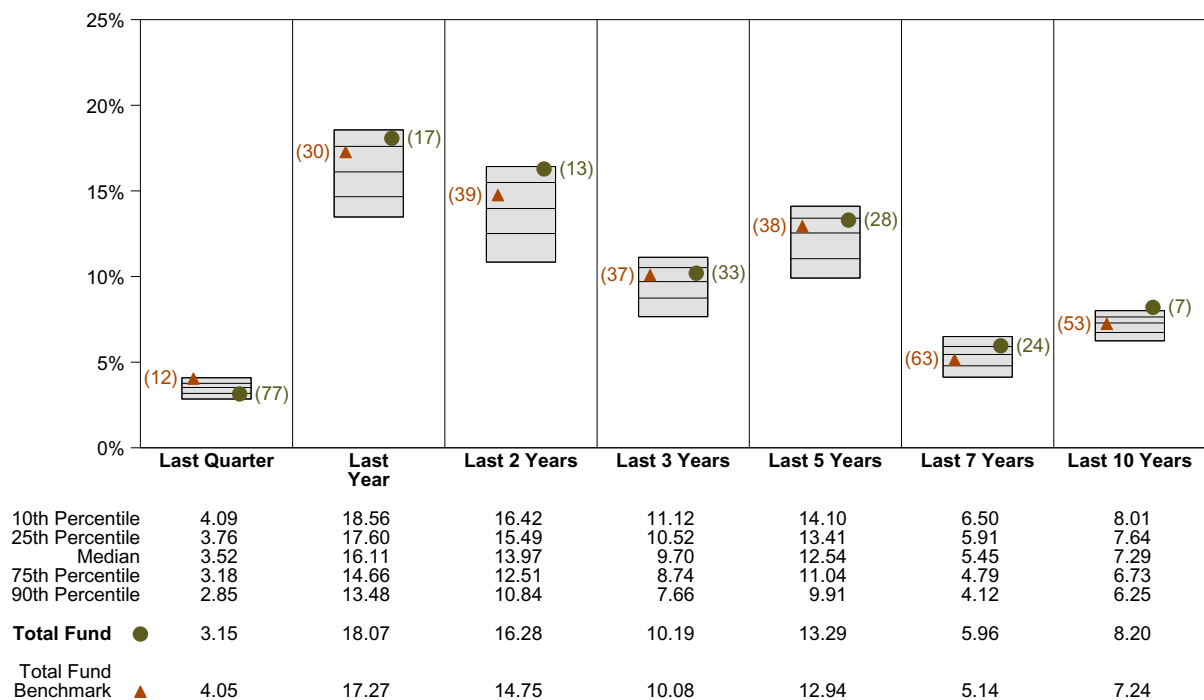 25%
20%
15%
10%
5%
0%
(12) (77)
(30) (17)
(39) (13)
(37) (33)
(38) (28)
(63) (24)
(53) (7)
Last Quarter Last Year Last 2 Years Last 3 Years Last 5 Years Last 7 Years Last 10 Years
10th Percentile 4.09 18.56 16.42 11.12 14.10 6.50 8.01
25th Percentile 3.76 17.60 15.49 10.52 13.41 5.91 7.64
Median 3.52 16.11 13.97 9.70 12.54 5.45 7.29
75th Percentile 3.18 14.66 12.51 8.74 11.04 4.79 6.73
90th Percentile 2.85 13.48 10.84 7.66 9.91 4.12 6.25
Total Fund 3.15 18.07 16.28 10.19 13.29 5.96 8.20
Total Fund
Benchmark 4.05 17.27 14.75 10.08 12.94 5.14 7.24